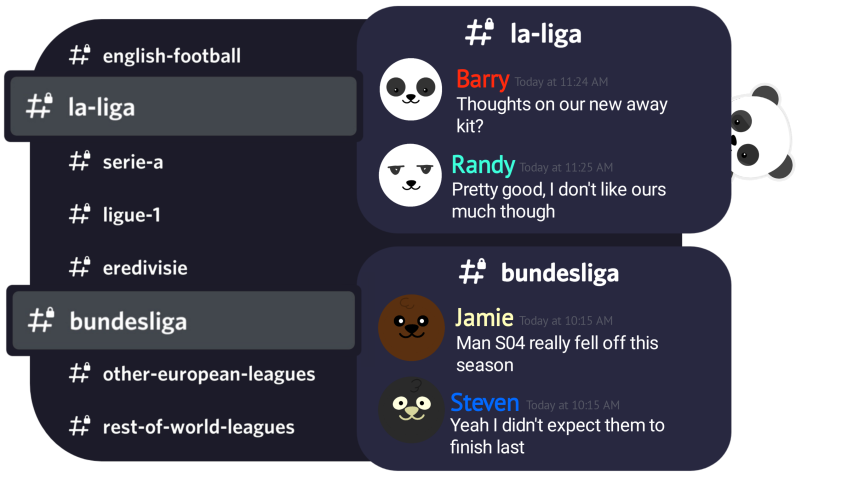 # english-football
# la-liga
# serie-a
# ligue-1
# eredivisie
# bundesliga
# other-european-leagues
# rest-of-world-leagues
# la-liga
Barry Today at 11:24 AM
Thoughts on our new away
kit?
Randy Today at 11:25 AM
Pretty good, I don't like ours
much though
# bundesliga
Jamie Today at 10:15 AM
Man S04 really fell off this
season
Steven Today at 10:15 AM
Yeah I didn't expect them to
finish last